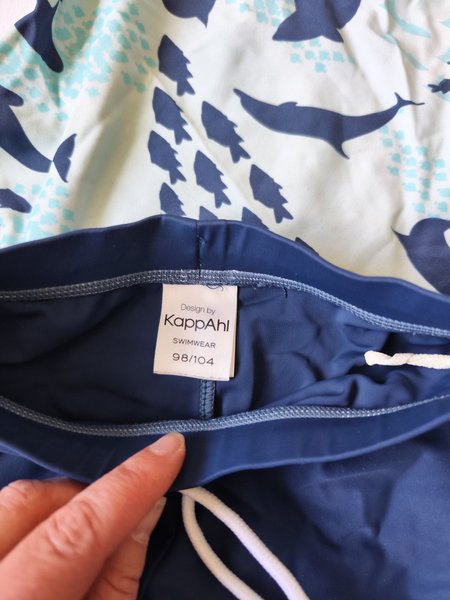 Design by
KappAhl
SWIMWEAR
98/104